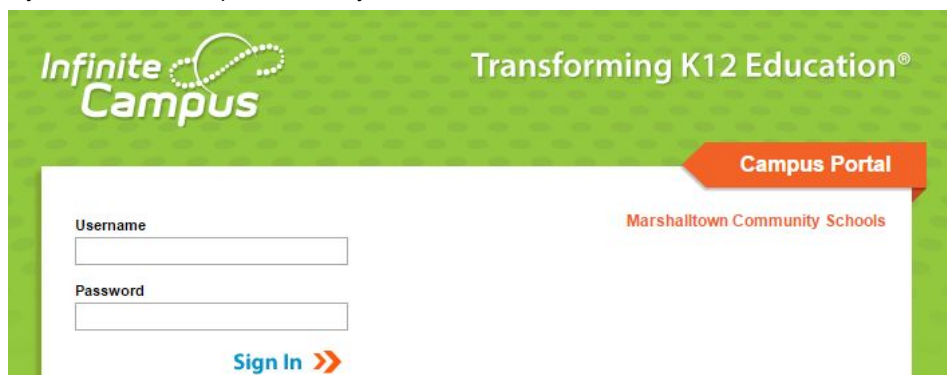 Infinite
Campus
Transforming K12 Education®
Campus Portal
Marshalltown Community Schools
Username
Password
Sign In